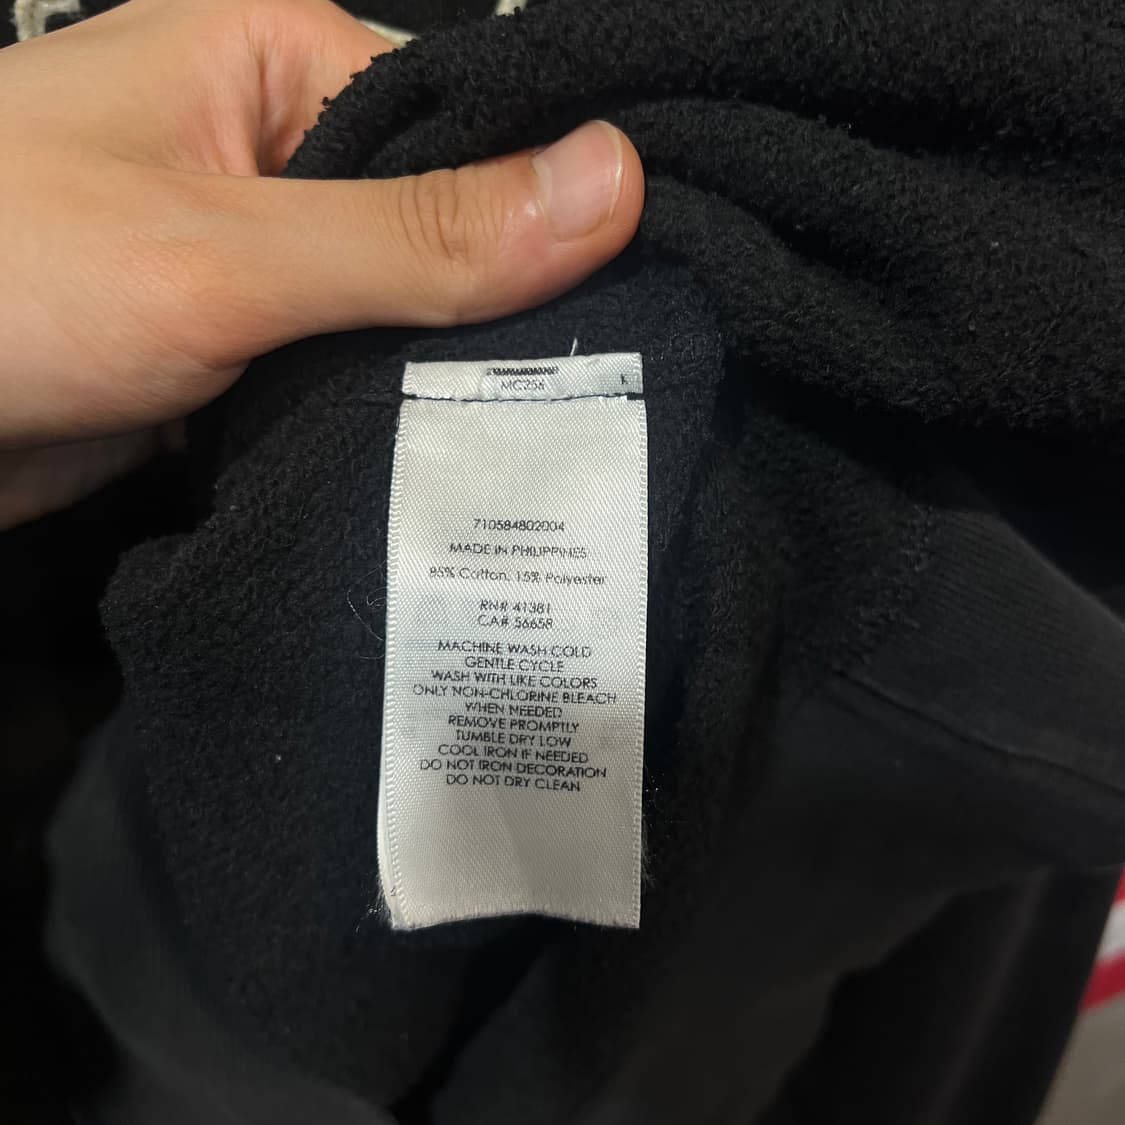 MC256
K
710584802004
MADE IN PHILIPPINES
85% Cotton, 15% Polyester
RN# 41381
CA# 56658
MACHINE WASH COLD
GENTLE CYCLE
WASH WITH LIKE COLORS
ONLY NON-CHLORINE BLEACH
WHEN NEEDED
REMOVE PROMPTLY
TUMBLE DRY LOW
COOL IRON IF NEEDED
DO NOT IRON DECORATION
DO NOT DRY CLEAN